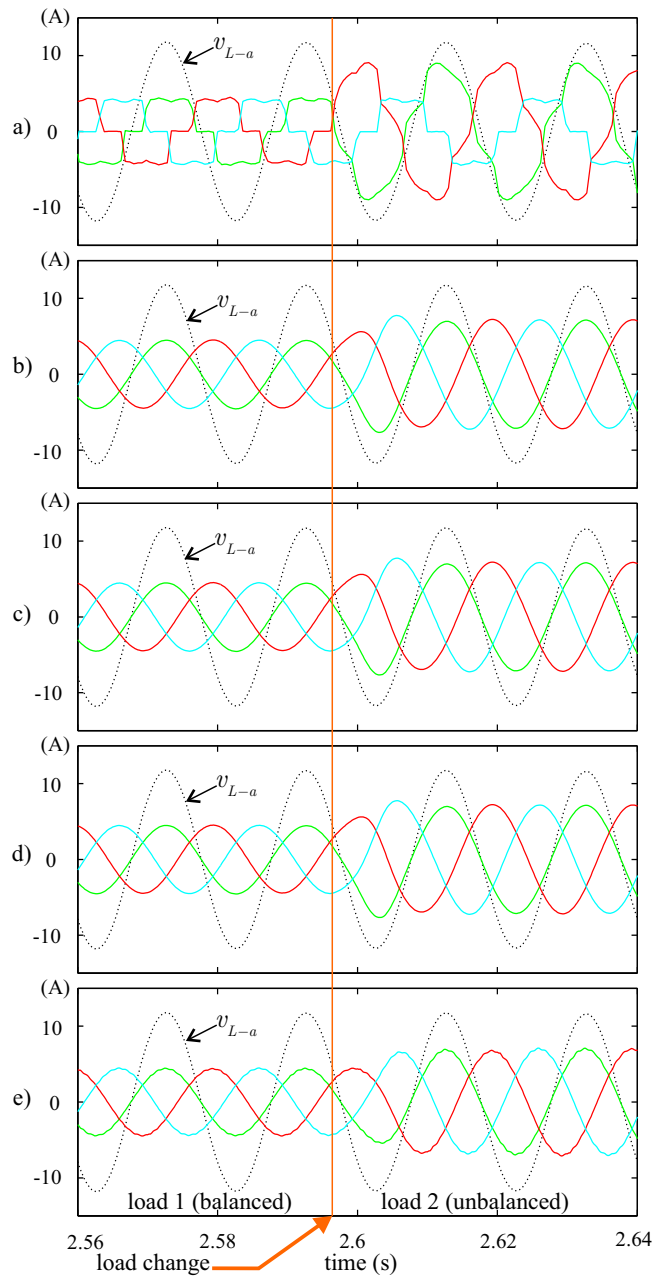 (A)
10
v_{L-a}
a)
0
-10
(A)
10
v_{L-a}
b)
0
-10
(A)
10
v_{L-a}
c)
0
-10
(A)
10
v_{L-a}
d)
0
-10
(A)
10
v_{L-a}
e)
0
-10
load 1 (balanced) load 2 (unbalanced)
2.56 2.58 2.6 2.62 2.64
load change time (s)